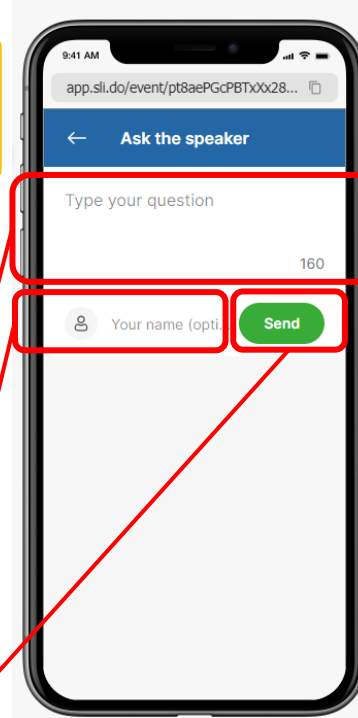 9:41 AM
app.sli.do/event/pt8aePGcPBTxXx28...
Ask the speaker
Type your question
160
Your name (opti...
Send